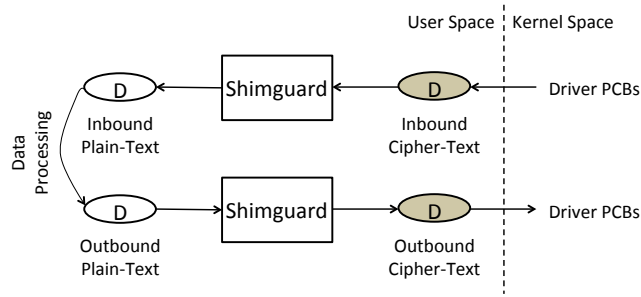 User Space
Kernel Space
D
Shimguard
D
Driver PCBs
Inbound
Plain-Text
Inbound
Cipher-Text
Data
Processing
D
Shimguard
D
Driver PCBs
Outbound
Plain-Text
Outbound
Cipher-Text